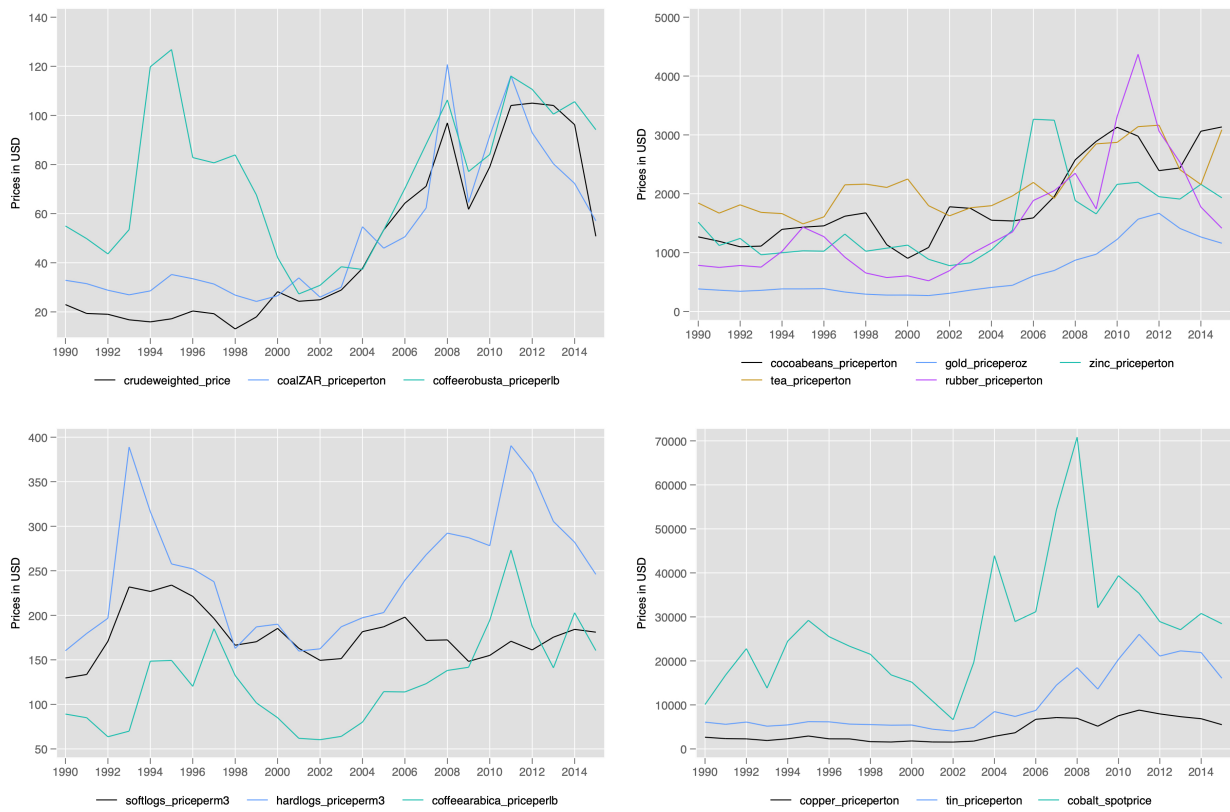 140
120
100
80
60
40
20
Prices in USD
1990 1992 1994 1996 1998 2000 2002 2004 2006 2008 2010 2012 2014
crudeweighted_price coalZAR_priceperton coffeerobusta_priceperlb
5000
4000
3000
2000
1000
0
Prices in USD
1990 1992 1994 1996 1998 2000 2002 2004 2006 2008 2010 2012 2014
cocoabeans_priceperton gold_priceperoz zinc_priceperton
tea_priceperton rubber_priceperton
400
350
300
250
200
150
100
50
Prices in USD
1990 1992 1994 1996 1998 2000 2002 2004 2006 2008 2010 2012 2014
softlogs_priceperm3 hardlogs_priceperm3 coffeearabica_priceperlb
70000
60000
50000
40000
30000
20000
10000
0
Prices in USD
1990 1992 1994 1996 1998 2000 2002 2004 2006 2008 2010 2012 2014
copper_priceperton tin_priceperton cobalt_spotprice